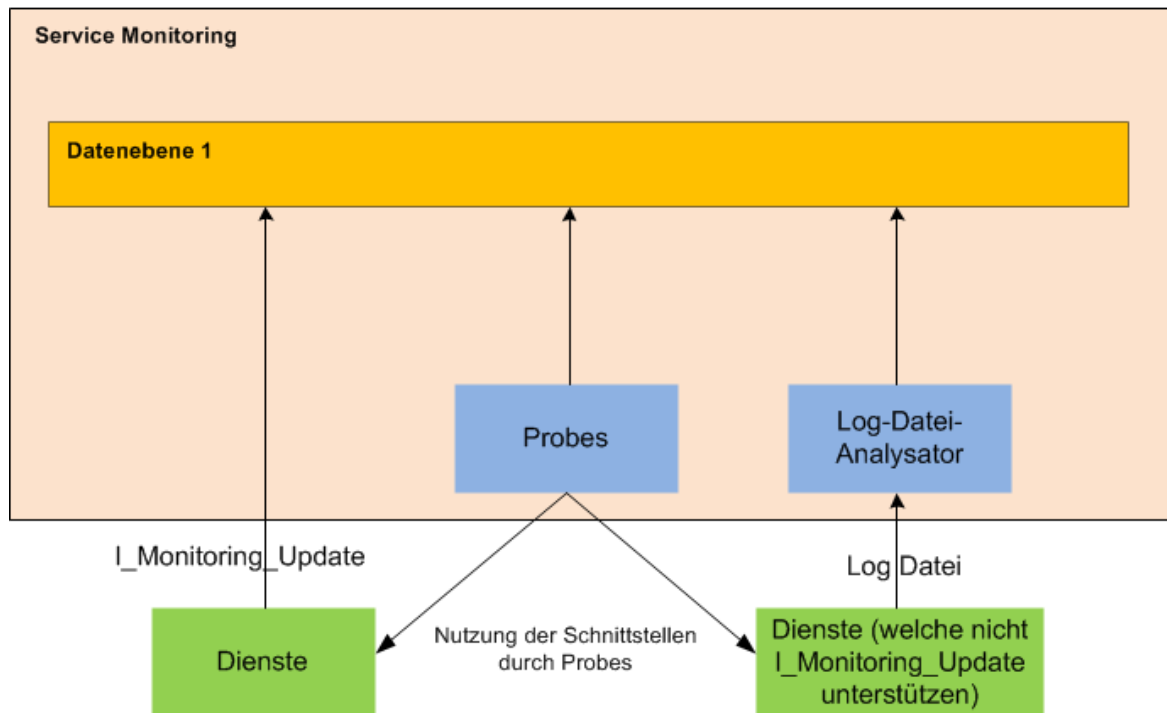 Service Monitoring
Datenebene 1
Probes
Log-Datei-
Analysator
I_Monitoring_Update
Log Datei
Dienste
Nutzung der Schnittstellen
durch Probes
Dienste (welche nicht
I_Monitoring_Update
unterstützen)